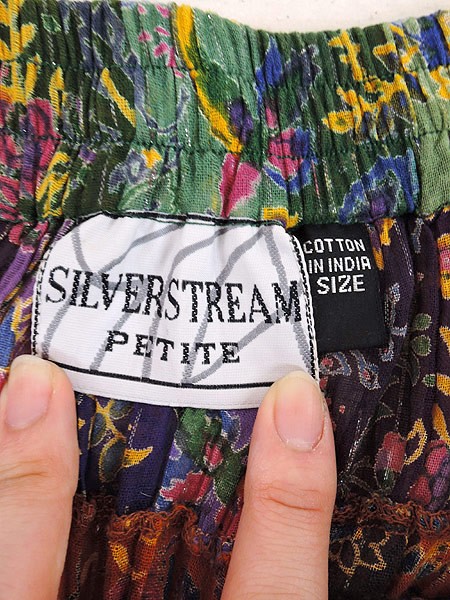 SILVERSTREAM
PETITE
COTTON
IN INDIA
SIZE